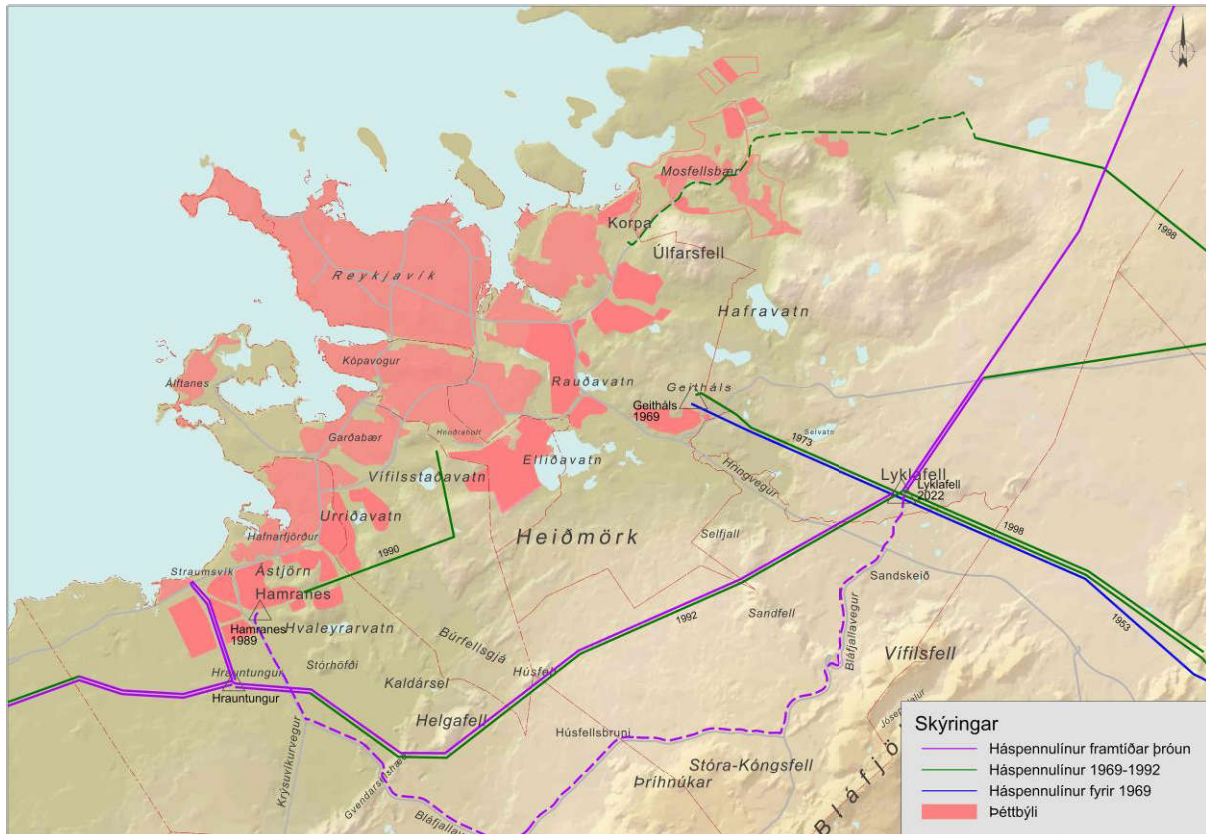 N
Mosfellsbær
Korpa
Úlfarsfell
1998
Reykjavík
Hafravatn
Kópavogur
Álftanes
Rauðavatn
Geitháls
Geitháls
1969
Garðabær
Hnoðraholt
1973
Selvatn
Elliðavatn
Vífilsstaðavatn
Hringvegur
Lyklafell
Lyklafell
2022
Urriðavatn
1998
Hafnarfjörður
Heiðmörk
Selfjall
1990
Straumsvík
Ástjörn
Sandskeið
Hamranes
Sandfell
1992
1953
Hamranes
1989
Hvaleyrarvatn
Búrfellsgjá
Bláfjallavegur
Vífilsfell
Stórhöfði
Húsfell
Hrauntungur
Kaldársel
Hrauntungur
Helgafell
Húsfellsbruni
Krýsuvíkurvegur
Stóra-Kóngsfell
Þríhnúkar
Skýringar
Háspennulínur framtíðar þróun
Háspennulínur 1969-1992
Háspennulínur fyrir 1969
Þéttbýli